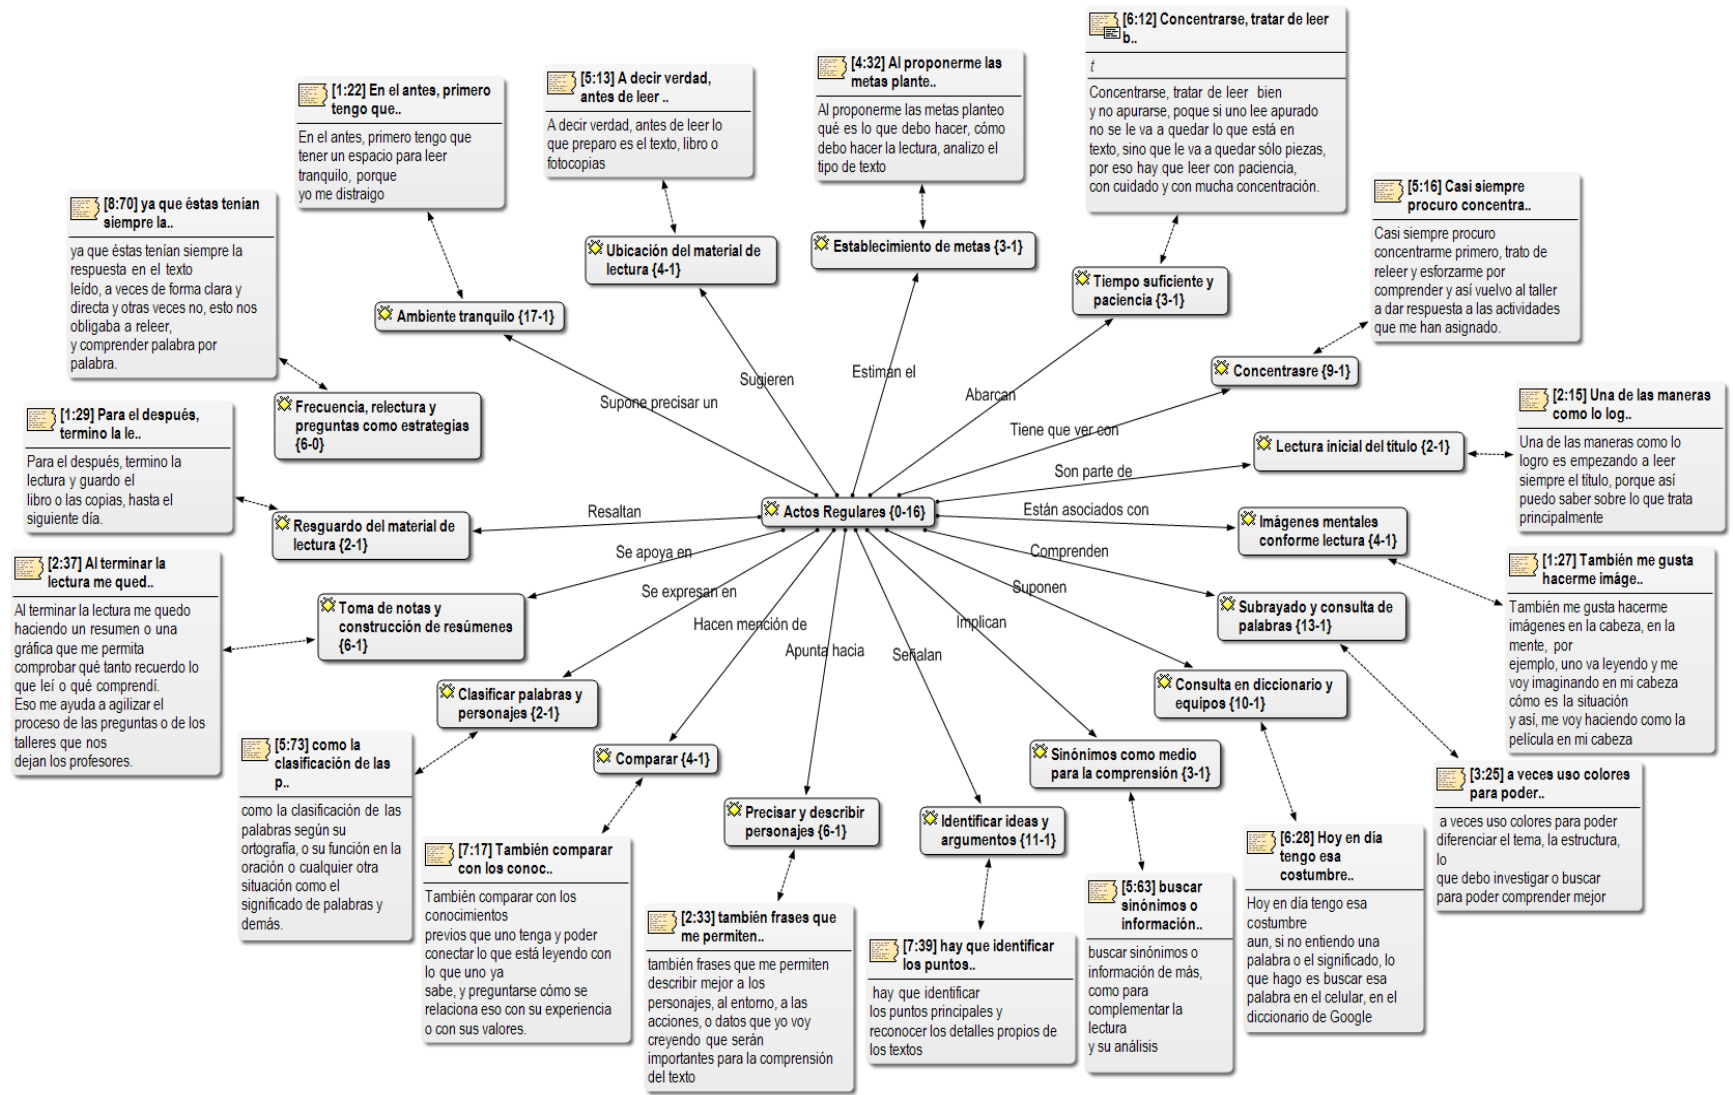 [6:12] Concentrarse, tratar de leer
b..
t
Concentrarse, tratar de leer bien
y no apurarse, poque si uno lee apurado
no se le va a quedar lo que está en
texto, sino que le va a quedar sólo piezas,
por eso hay que leer con paciencia,
con cuidado y con mucha concentración.
[4:32] Al proponerme las
metas plante..
Al proponerme las metas planteo
qué es lo que debo hacer, cómo
debo hacer la lectura, analizo el
tipo de texto
[5:13] A decir verdad,
antes de leer ..
A decir verdad, antes de leer lo
que preparo es el texto, libro o
fotocopias
[1:22] En el antes, primero
tengo que..
En el antes, primero tengo que
tener un espacio para leer
tranquilo, porque
yo me distraigo
[8:70] ya que éstas tenían
siempre la..
ya que éstas tenían siempre la
respuesta en el texto
leído, a veces de forma clara y
directa y otras veces no, esto nos
obligaba a releer,
y comprender palabra por
palabra.
[5:16] Casi siempre
procuro concentra..
Casi siempre procuro
concentrarme primero, trato de
releer y esforzarme por
comprender y así vuelvo al taller
a dar respuesta a las actividades
que me han asignado.
Ubicación del material de
lectura {4-1}
Establecimiento de metas {3-1}
Tiempo suficiente y
paciencia {3-1}
Ambiente tranquilo {17-1}
Concentrasre {9-1}
Sugieren
Estiman el
Abarcan
Supone precisar un
Tiene que ver con
Frecuencia, relectura y
preguntas como estrategias
{6-0}
[1:29] Para el después,
termino la le..
Para el después, termino la
lectura y guardo el
libro o las copias, hasta el
siguiente día.
[2:15] Una de las maneras
como lo log..
Una de las maneras como lo
logro es empezando a leer
siempre el título, porque así
puedo saber sobre lo que trata
principalmente
Lectura inicial del título {2-1}
Son parte de
Resaltan
Actos Regulares {0-16}
Están asociados con
Resguardo del material de
lectura {2-1}
Imágenes mentales
conforme lectura {4-1}
Se apoya en
Comprenden
[2:37] Al terminar la
lectura me qued..
Al terminar la lectura me quedo
haciendo un resumen o una
gráfica que me permita
comprobar qué tanto recuerdo lo
que leí o qué comprendí.
Eso me ayuda a agilizar el
proceso de las preguntas o de los
talleres que nos
dejan los profesores.
[1:27] También me gusta
hacerme imáge..
También me gusta hacerme
imágenes en la cabeza, en la
mente, por
ejemplo, uno va leyendo y me
voy imaginando en mi cabeza
cómo es la situación
y así, me voy haciendo como la
película en mi cabeza
Toma de notas y
construcción de resúmenes
{6-1}
Se expresan en
Suponen
Subrayado y consulta de
palabras {13-1}
Hacen mención de
Implican
Apunta hacia
Señalan
Clasificar palabras y
personajes {2-1}
Consulta en diccionario y
equipos {10-1}
[5:73] como la
clasificación de las
p..
como la clasificación de las
palabras según su
ortografía, o su función en la
oración o cualquier otra
situación como el
significado de palabras y
demás.
Comparar {4-1}
Sinónimos como medio
para la comprensión {3-1}
[3:25] a veces uso colores
para poder..
a veces uso colores para poder
diferenciar el tema, la estructura,
lo
que debo investigar o buscar
para poder comprender mejor
Precisar y describir
personajes {6-1}
Identificar ideas y
argumentos {11-1}
[7:17] También comparar
con los conoc..
También comparar con los
conocimientos
previos que uno tenga y poder
conectar lo que está leyendo con
lo que uno ya
sabe, y preguntarse cómo se
relaciona eso con su experiencia
o con sus valores.
[2:33] también frases que
me permiten..
también frases que me permiten
describir mejor a los
personajes, al entorno, a las
acciones, o datos que yo voy
creyendo que serán
importantes para la comprensión
del texto
[7:39] hay que identificar
los puntos..
hay que identificar
los puntos principales y
reconocer los detalles propios de
los textos
[5:63] buscar
sinónimos o
información..
buscar sinónimos o
información de más,
como para
complementar la
lectura
y su análisis
[6:28] Hoy en día
tengo esa
costumbre..
Hoy en día tengo esa
costumbre
aun, si no entiendo una
palabra o el significado, lo
que hago es buscar esa
palabra en el celular, en el
diccionario de Google